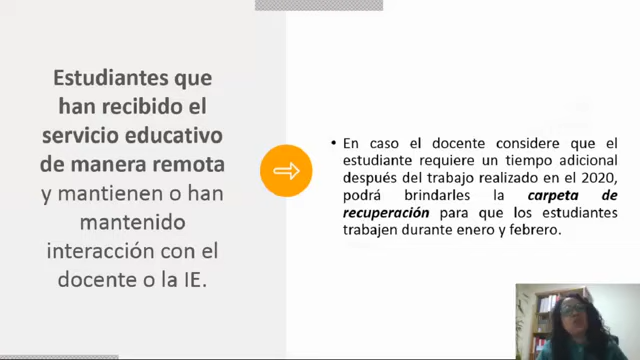 Estudiantes que
han recibido el
servicio educativo
de manera remota
y mantienen o han
mantenido
interacción con el
docente o la IE.
• En caso el docente considere que el
estudiante requiere un tiempo adicional
después del trabajo realizado en el 2020,
podrá brindarles la carpeta de
recuperación para que los estudiantes
trabajen durante enero y febrero.